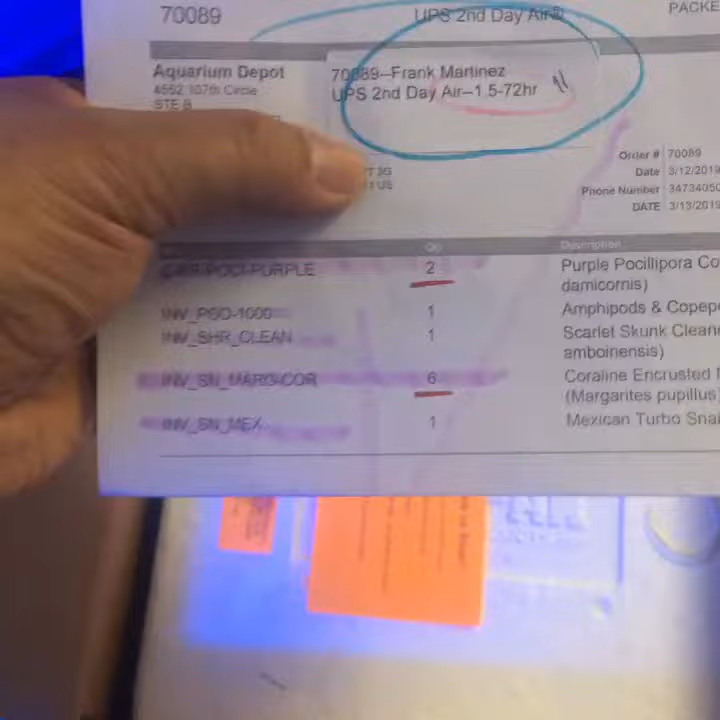 70089
UPS 2nd Day Air®
PACKE
Aquarium Depot
4552 107th Circle
STE B
70089--Frank Martinez
UPS 2nd Day Air--1.5-72hr
Order # 70089
Date 3/12/2019
Phone Number 34734050
DATE 3/13/2019
Description
POCI-PURPLE 2 Purple Pocillipora Co
damicornis)
INV_POD-1000 1 Amphipods & Copepo
INV_SHR_CLEAN 1 Scarlet Skunk Cleane
amboinensis)
INV_SN_MARG-COR 6 Coraline Encrusted
(Margarites pupillus)
INV_SN_MEX 1 Mexican Turbo Snai